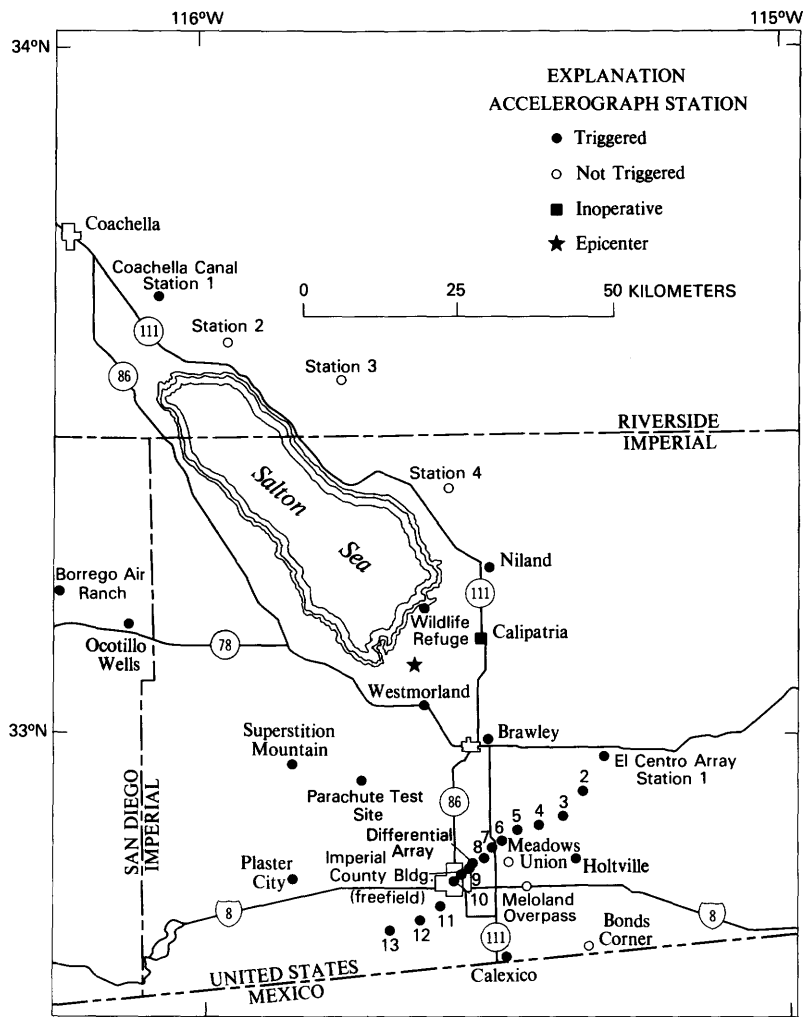 116°W
115°W
34°N
EXPLANATION
ACCELEROGRAPH STATION
Triggered
Not Triggered
Inoperative
Epicenter
Coachella
Coachella Canal
Station 1
0 25 50 KILOMETERS
111
Station 2
86
Station 3
RIVERSIDE
IMPERIAL
Station 4
Salton
Sea
Niland
Borrego Air
Ranch
111
Wildlife
Refuge
Calipatria
Ocotillo
Wells
78
Westmorland
33°N
Superstition
Mountain
Brawley
El Centro Array
Station 1
2
Parachute Test
Site
86
3
4
5
6
7
8
Differential
Array
Meadows
Union
Holtville
SAN DIEGO
IMPERIAL
Plaster
City
Imperial
County Bldg.
(freefield)
9
10
Meloland
Overpass
8
8
11
12
13
111
Bonds
Corner
Calexico
UNITED STATES
MEXICO